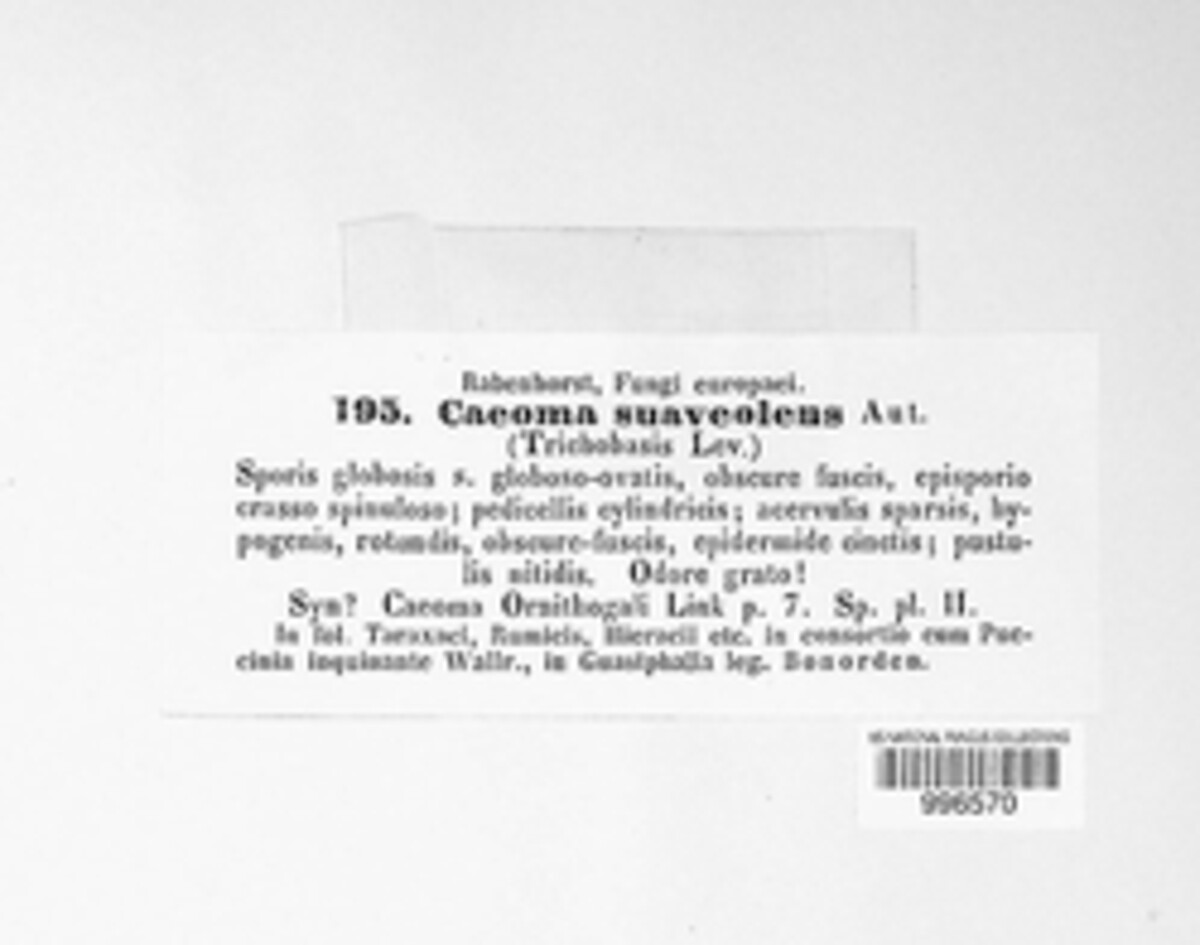 Rabenhorst, Fungi europaei.
195. Caeoma suaveolens Aut.
(Trichobasis Lev.)
Sporis globosis s. globoso-ovatis, obscure fuscis, episporio
crasso spinuloso; pedicellis cylindricis; acervulis sparsis, hy-
pogenis, rotundis, obscure-fuscis, epidermide cinctis; pustu-
lis nitidis. Odore grato!
Syn? Caeoma Ornithogali Link p. 7. Sp. pl. II.
In fol. Taraxaci, Rumicis, Hieracii etc. in consortio cum Puc-
cinia inquinante Wallr., in Guestphalia leg. Bonorden.
996570